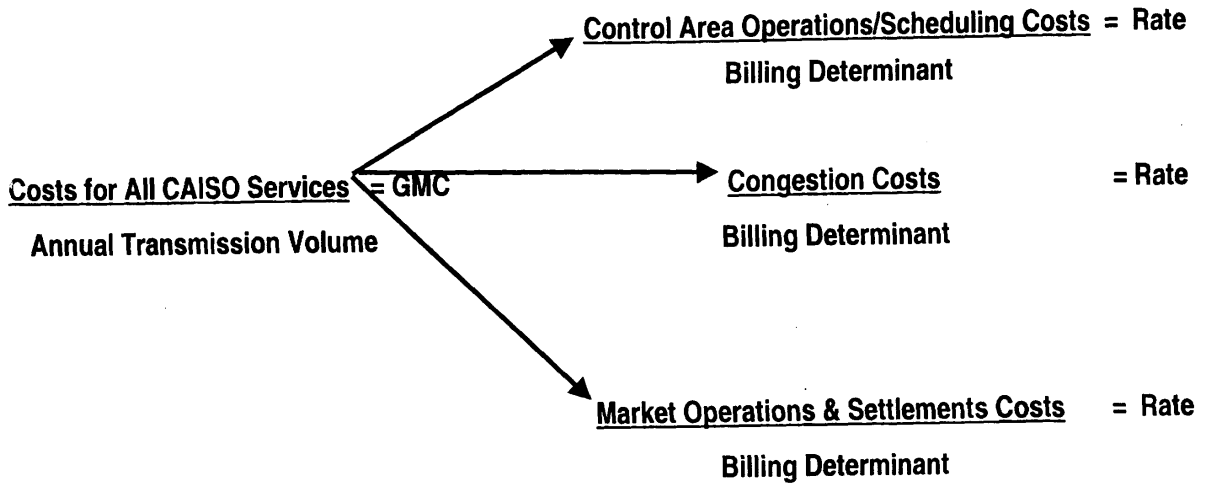 Control Area Operations/Scheduling Costs = Rate
Billing Determinant
Costs for All CAISO Services = GMC
Annual Transmission Volume
Congestion Costs = Rate
Billing Determinant
Market Operations & Settlements Costs = Rate
Billing Determinant